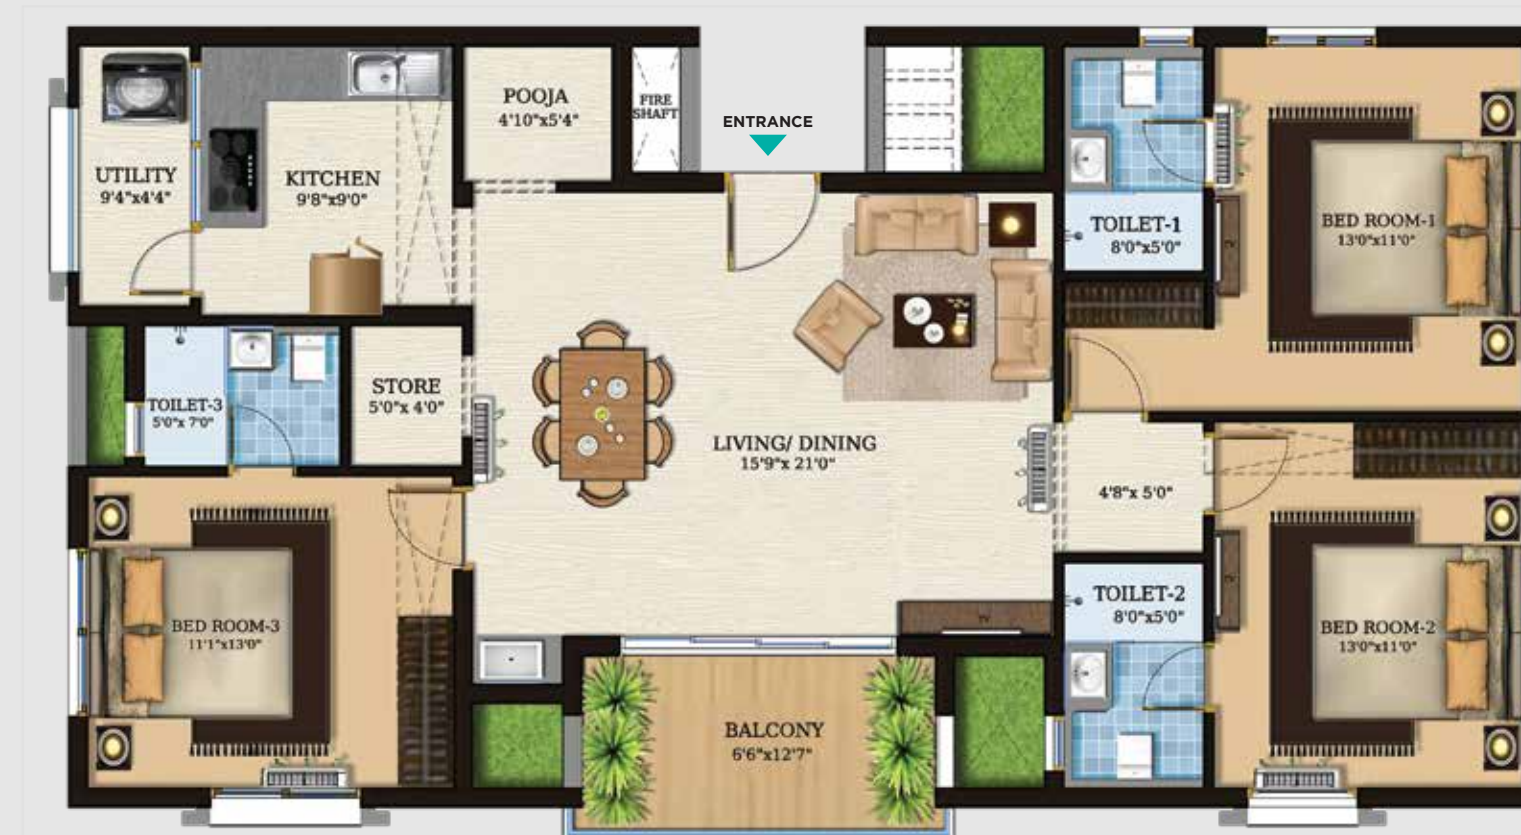 POOJA
4'10"x5'4"
FIRE
SHAFT
ENTRANCE
UTILITY
9'4"x4'4"
KITCHEN
9'8"x9'0"
TOILET-1
8'0"x5'0"
BED ROOM-1
13'0"x11'0"
STORE
5'0"x 4'0"
TOILET-3
5'0"x 7'0"
LIVING/ DINING
15'9"x 21'0"
4'8"x 5'0"
TOILET-2
8'0"x5'0"
BED ROOM-3
11'1"x13'0"
BED ROOM-2
13'0"x11'0"
BALCONY
6'6"x12'7"